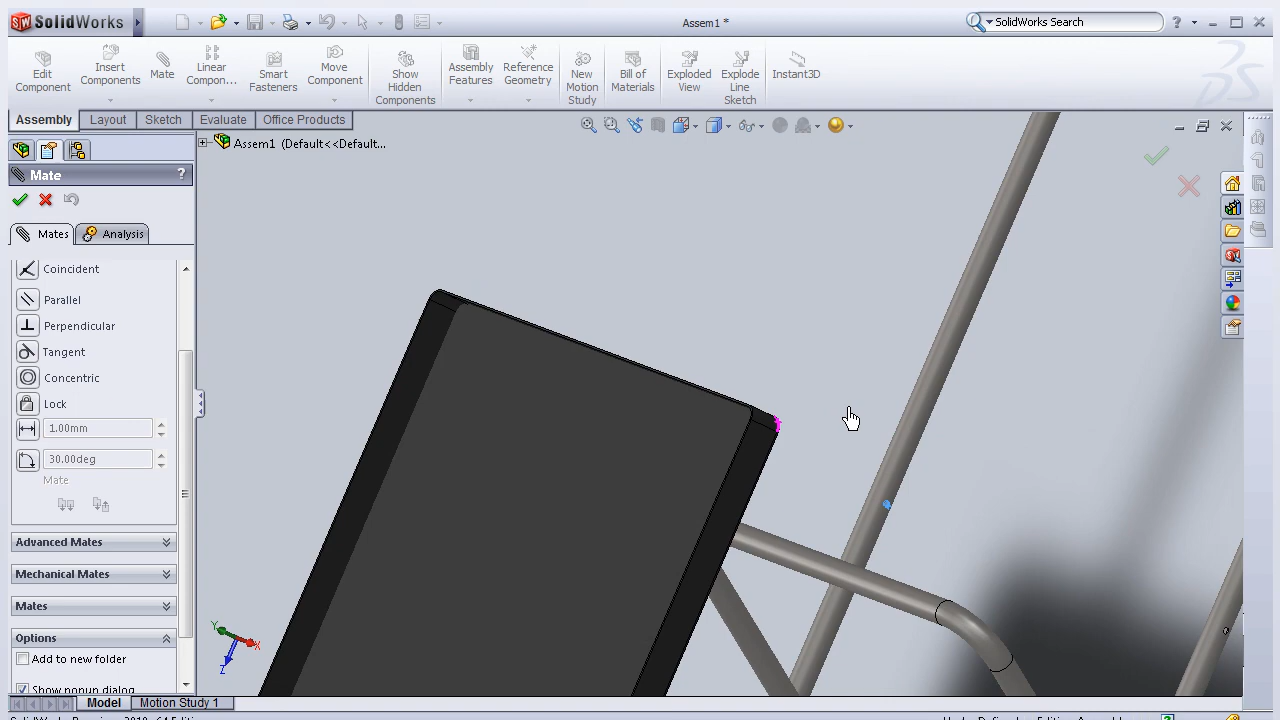 SolidWorks
Assem1 *
SolidWorks Search
?
Edit Component
Insert Components
Mate
Linear Compon...
Smart Fasteners
Move Component
Show Hidden Components
Assembly Features
Reference Geometry
New Motion Study
Bill of Materials
Exploded View
Explode Line Sketch
Instant3D
Assembly
Layout
Sketch
Evaluate
Office Products
Assem1 (Default<<Default...
Mate
?
Mates
Analysis
Coincident
Parallel
Perpendicular
Tangent
Concentric
Lock
1.00mm
30.00deg
Mate
Advanced Mates
Mechanical Mates
Mates
Options
Add to new folder
Show popup dialog
Y
X
Z
Model
Motion Study 1